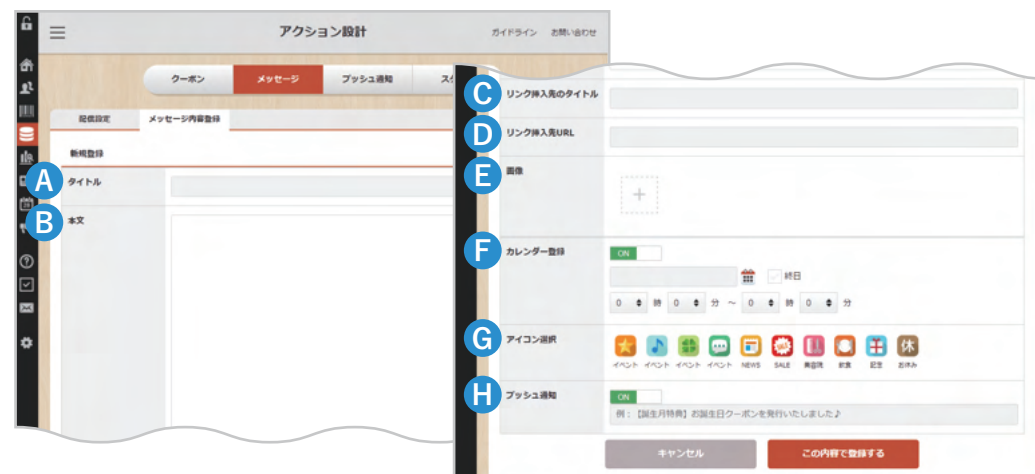 アクション設計
ガイドライン お問い合わせ
クーポン メッセージ プッシュ通知
配信設定 メッセージ内容登録
新規登録
A タイトル
B 本文
C リンク挿入先のタイトル
D リンク挿入先URL
E 画像
+
F カレンダー登録
ON
終日
0 時 0 分 ～ 0 時 0 分
G アイコン選択
SALE
休
イベント イベント イベント イベント NEWS SALE 美容院 飲食 記念 お休み
H プッシュ通知
ON
例：【誕生月特典】お誕生日クーポンを発行いたしました♪
キャンセル この内容で登録する